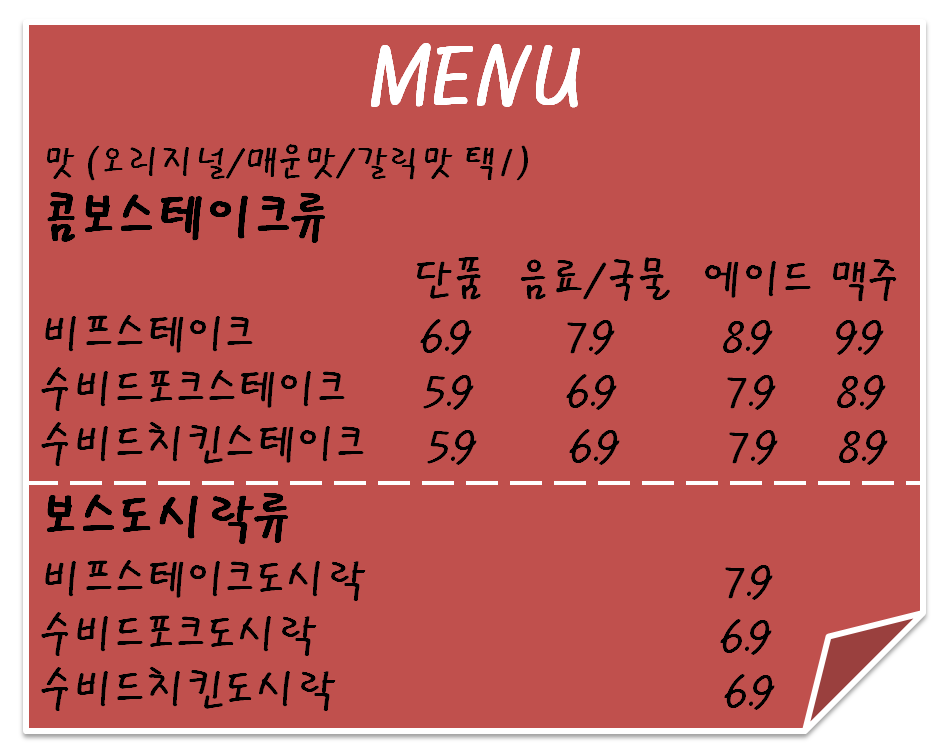 MENU
맛 (오리지널/매운맛/갈릭맛 택1)
콤보스테이크류
단품 음료/국물 에이드 맥주
비프스테이크 6.9 7.9 8.9 9.9
수비드포크스테이크 5.9 6.9 7.9 8.9
수비드치킨스테이크 5.9 6.9 7.9 8.9
보스도시락류
비프스테이크도시락 7.9
수비드포크도시락 6.9
수비드치킨도시락 6.9